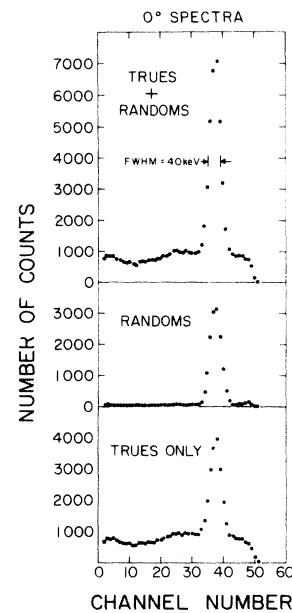 0° SPECTRA
NUMBER OF COUNTS
7000
6000
5000
4000
3000
2000
1000
0
TRUES
+
RANDOMS
FWHM = 40keV
3000
2000
1000
0
RANDOMS
4000
3000
2000
1000
TRUES ONLY
0 10 20 30 40 50 60
CHANNEL NUMBER